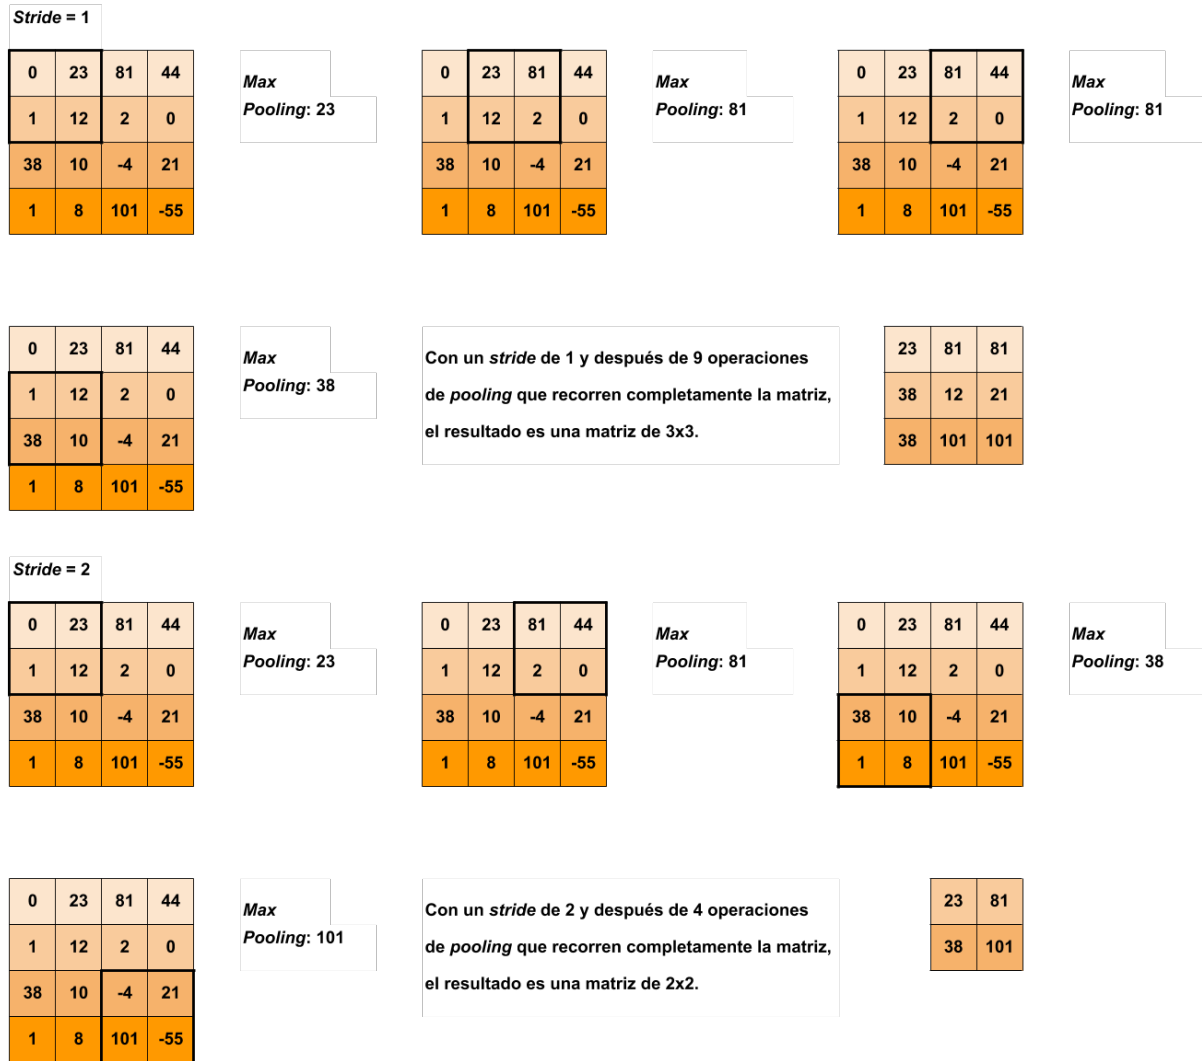 Stride = 1
0 23 81 44
1 12 2 0
38 10 -4 21
1 8 101 -55
Max
Pooling: 23
0 23 81 44
1 12 2 0
38 10 -4 21
1 8 101 -55
Max
Pooling: 81
0 23 81 44
1 12 2 0
38 10 -4 21
1 8 101 -55
Max
Pooling: 81
0 23 81 44
1 12 2 0
38 10 -4 21
1 8 101 -55
Max
Pooling: 38
Con un stride de 1 y después de 9 operaciones
de pooling que recorren completamente la matriz,
el resultado es una matriz de 3x3.
23 81 81
38 12 21
38 101 101
Stride = 2
0 23 81 44
1 12 2 0
38 10 -4 21
1 8 101 -55
Max
Pooling: 23
0 23 81 44
1 12 2 0
38 10 -4 21
1 8 101 -55
Max
Pooling: 81
0 23 81 44
1 12 2 0
38 10 -4 21
1 8 101 -55
Max
Pooling: 38
0 23 81 44
1 12 2 0
38 10 -4 21
1 8 101 -55
Max
Pooling: 101
Con un stride de 2 y después de 4 operaciones
de pooling que recorren completamente la matriz,
el resultado es una matriz de 2x2.
23 81
38 101